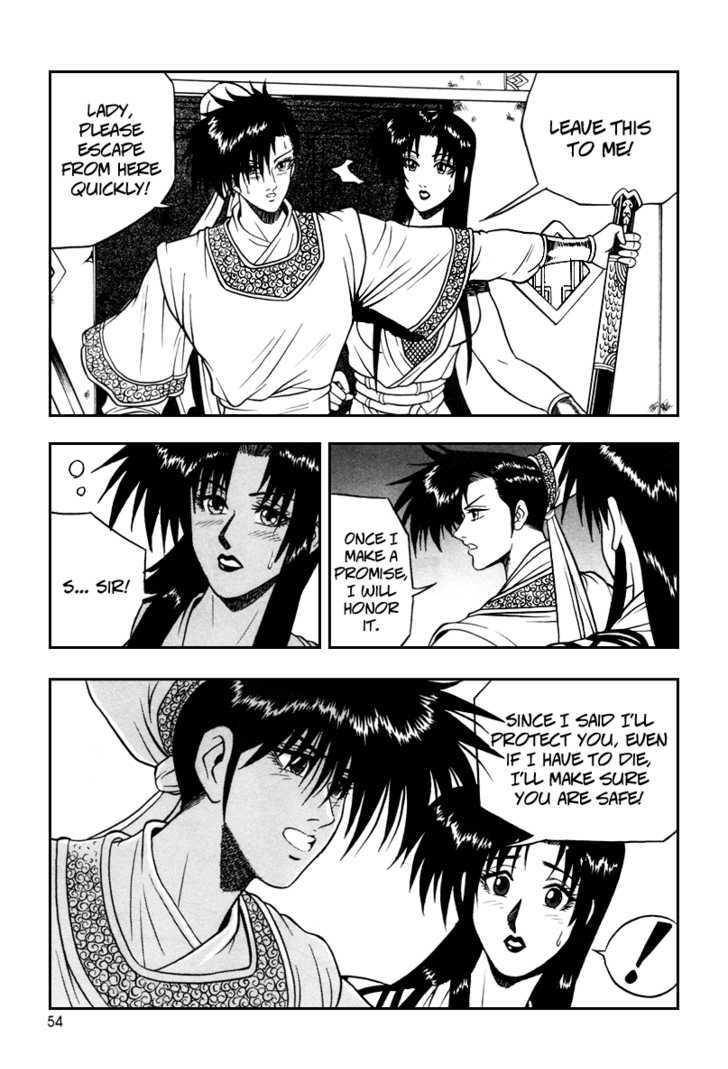 LEAVE THIS
TO ME!
LADY,
PLEASE
ESCAPE
FROM HERE
QUICKLY!
ONCE I
MAKE A
PROMISE,
I WILL
HONOR
IT.
S... SIR!
SINCE I SAID I'LL
PROTECT YOU, EVEN
IF I HAVE TO DIE,
I'LL MAKE SURE
YOU ARE SAFE!
!
54